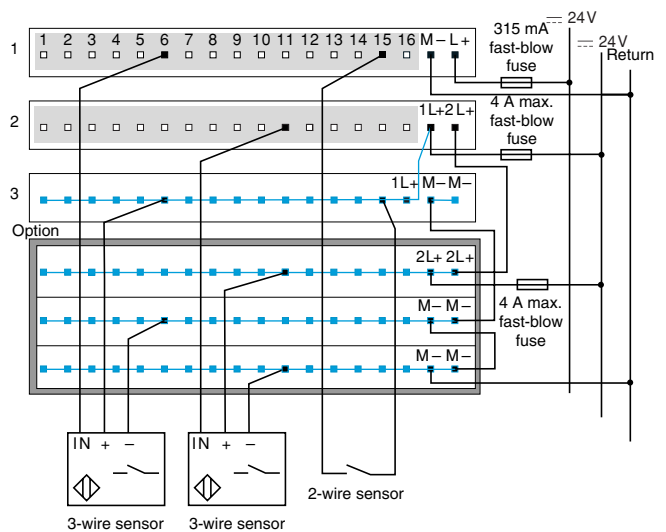 1 2 3 4 5 6 7 8 9 10 11 12 13 14 15 16 M– L+
1
315 mA
fast-blow
fuse
24V
24V
Return
2
1L+ 2L+
4 A max.
fast-blow
fuse
3
1L+ M– M–
Option
2L+ 2L+
M– M–
4 A max.
fast-blow
fuse
M– M–
IN + –
IN + –
2-wire sensor
3-wire sensor
3-wire sensor